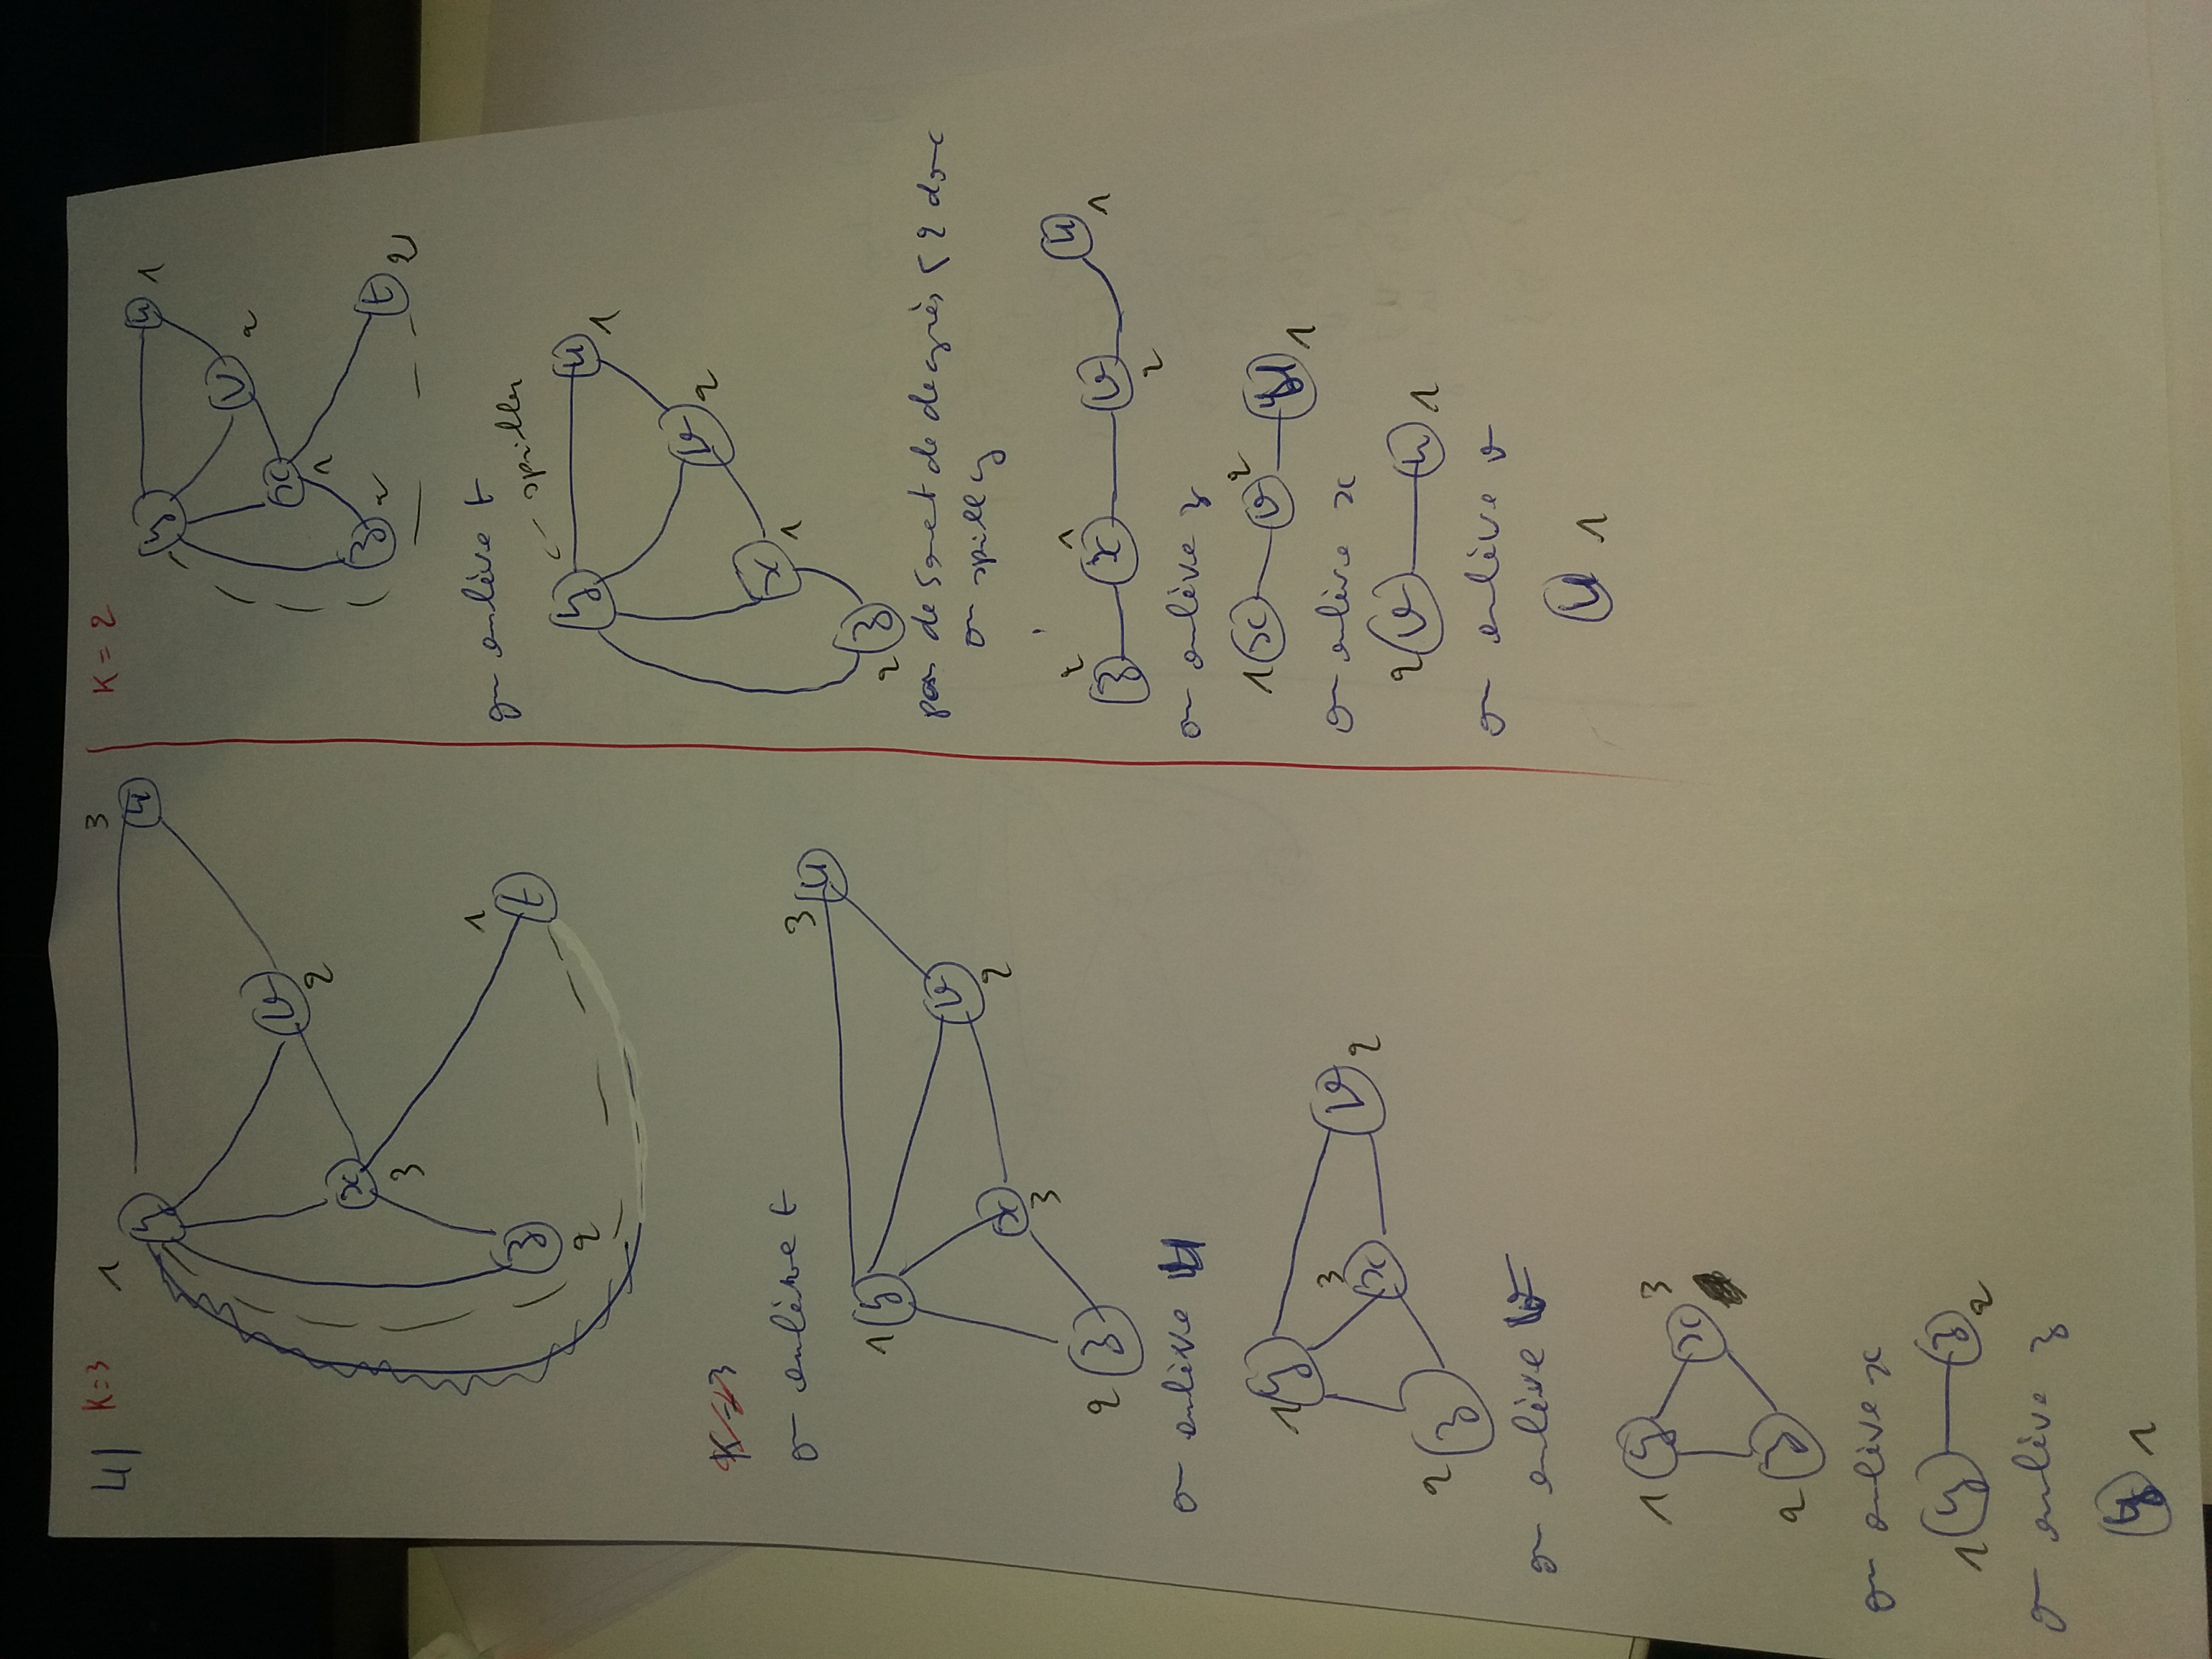 4) K=3
1
y
3
u
v
2
x
3
z
2
1
t
K=3
on enlève t
3
u
1
y
v
2
x
3
2
z
on enlève u
1
y
3
x
v
2
2
z
on enlève v
1
y
3
x
2
z
on enlève x
1
y
z
2
on enlève z
y
1
K = 2
y
u
1
v
2
x
1
z
2
t
2
on enlève t
← spiller
y
u
1
v
2
x
1
2
z
pas de somet de degrès < 2 donc
on spill y
2
1
z
x
v
2
u
1
on enlève z
1
x
v
2
u
1
on enlève x
2
v
u
1
on enlève v
u
1